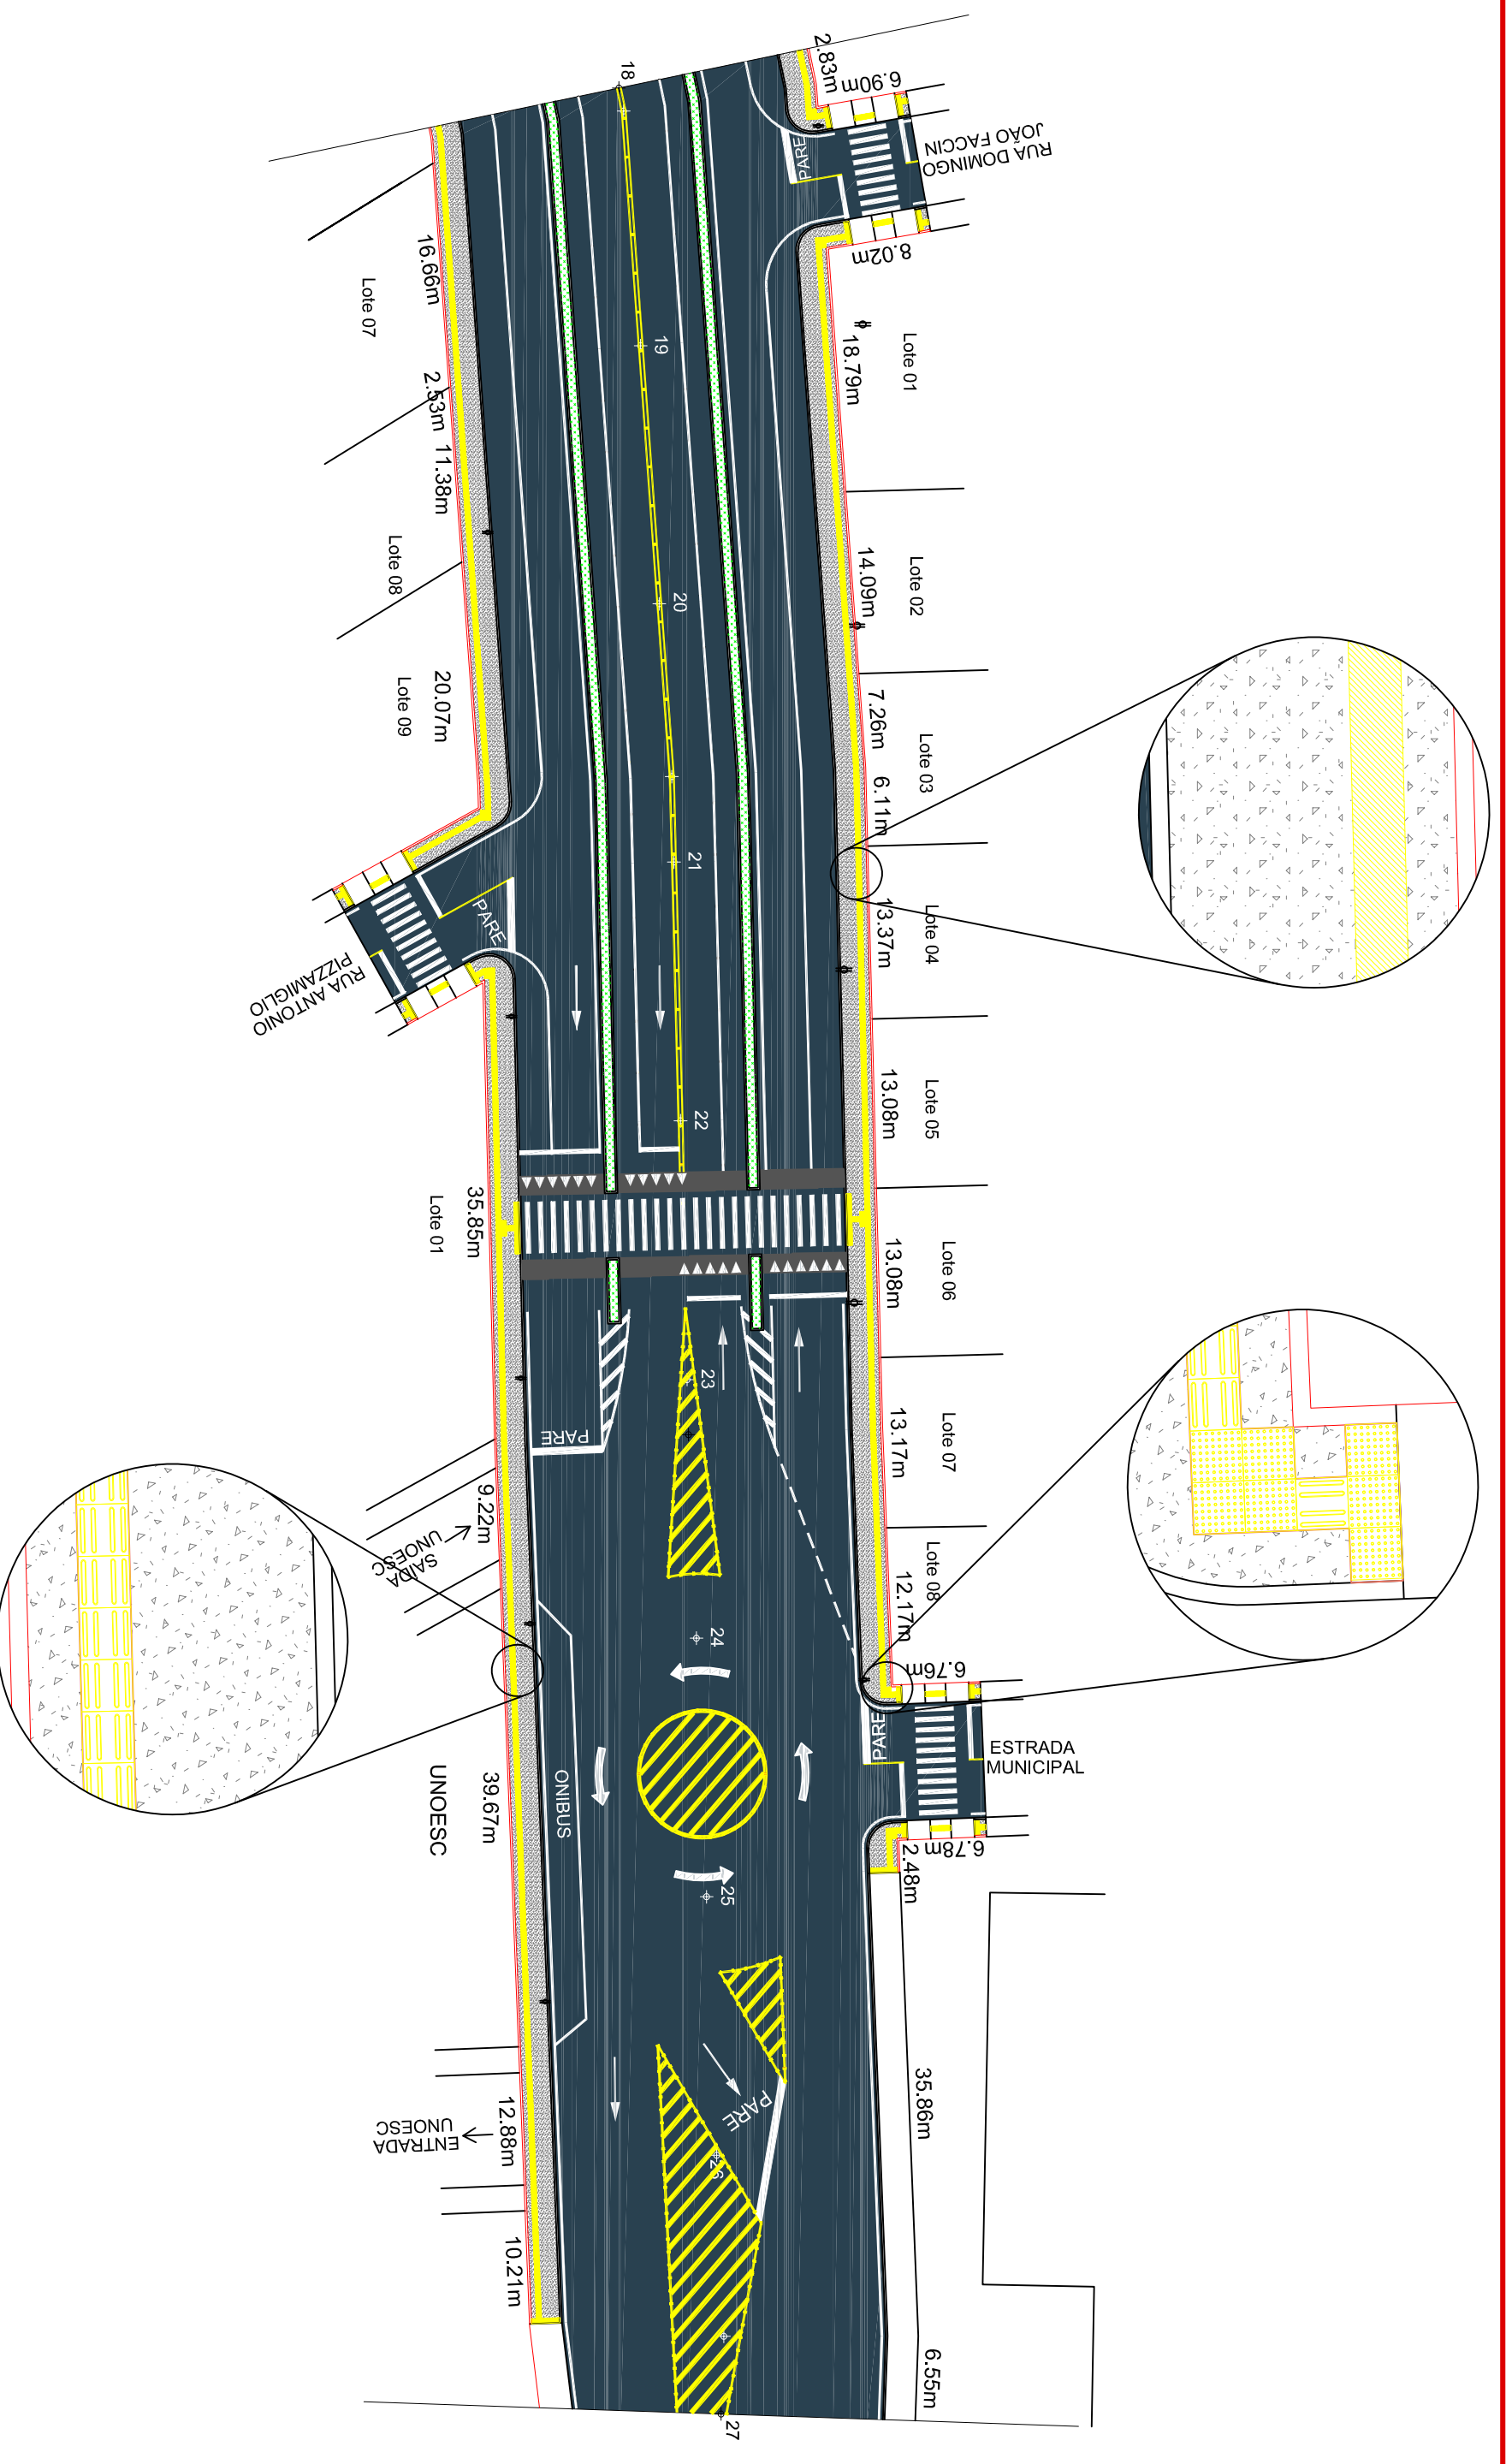 2.83m
6.90m
18
RUA DOMINGO
JOÃO FACCIN
PARE
8.02m
16.66m
Lote 07
19
18.79m
Lote 01
2.53m
11.38m
Lote 08
20
14.09m
Lote 02
20.07m
Lote 09
7.26m
Lote 03
6.11m
21
13.37m
Lote 04
PARE
RUA ANTONIO
PIZZAMIGLIO
13.08m
Lote 05
22
35.85m
Lote 01
13.08m
Lote 06
23
PARE
13.17m
Lote 07
9.22m
SAÍDA
UNOESC
12.17m
Lote 08
24
6.76m
PARE
ESTRADA
MUNICIPAL
39.67m
UNOESC
ONIBUS
6.78m
2.48m
25
PARE
35.86m
12.88m
ENTRADA
UNOESC
26
10.21m
6.55m
27